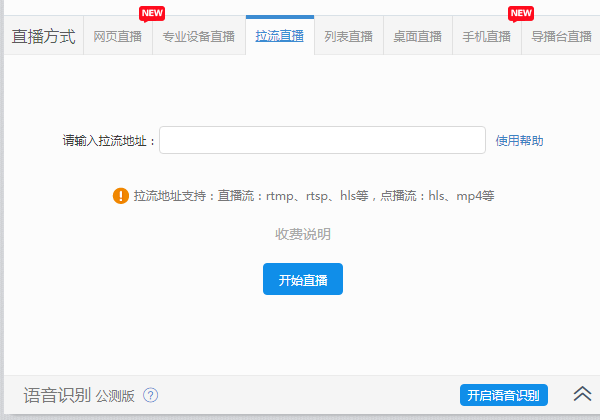 NEW NEW
直播方式 网页直播 专业设备直播 拉流直播 列表直播 桌面直播 手机直播 导播台直播
请输入拉流地址： 使用帮助
! 拉流地址支持：直播流：rtmp、rtsp、hls等，点播流：hls、mp4等
收费说明
开始直播
语音识别 公测版 ? 开启语音识别